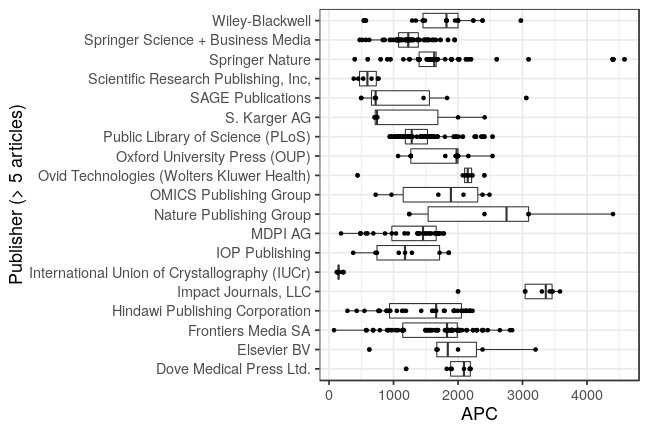 Publisher (> 5 articles)
Wiley-Blackwell
Springer Science + Business Media
Springer Nature
Scientific Research Publishing, Inc,
SAGE Publications
S. Karger AG
Public Library of Science (PLoS)
Oxford University Press (OUP)
Ovid Technologies (Wolters Kluwer Health)
OMICS Publishing Group
Nature Publishing Group
MDPI AG
IOP Publishing
International Union of Crystallography (IUCr)
Impact Journals, LLC
Hindawi Publishing Corporation
Frontiers Media SA
Elsevier BV
Dove Medical Press Ltd.
0 1000 2000 3000 4000
APC